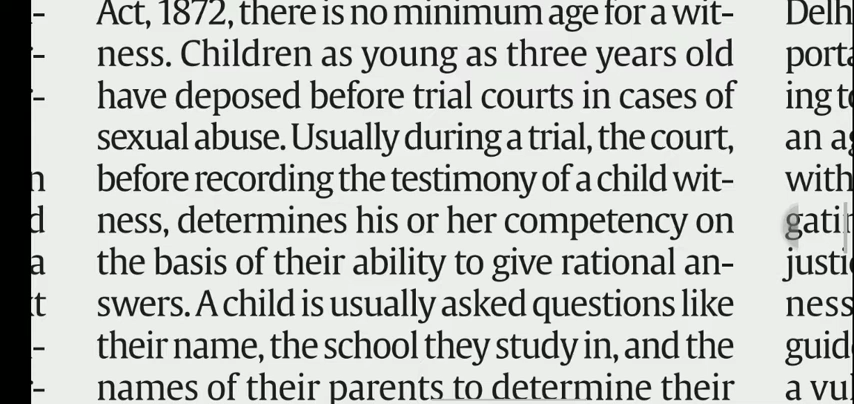 Act, 1872, there is no minimum age for a wit-
ness. Children as young as three years old
have deposed before trial courts in cases of
sexual abuse. Usually during a trial, the court,
before recording the testimony of a child wit-
ness, determines his or her competency on
the basis of their ability to give rational an-
swers. A child is usually asked questions like
their name, the school they study in, and the
names of their parents to determine their
an
with
ness